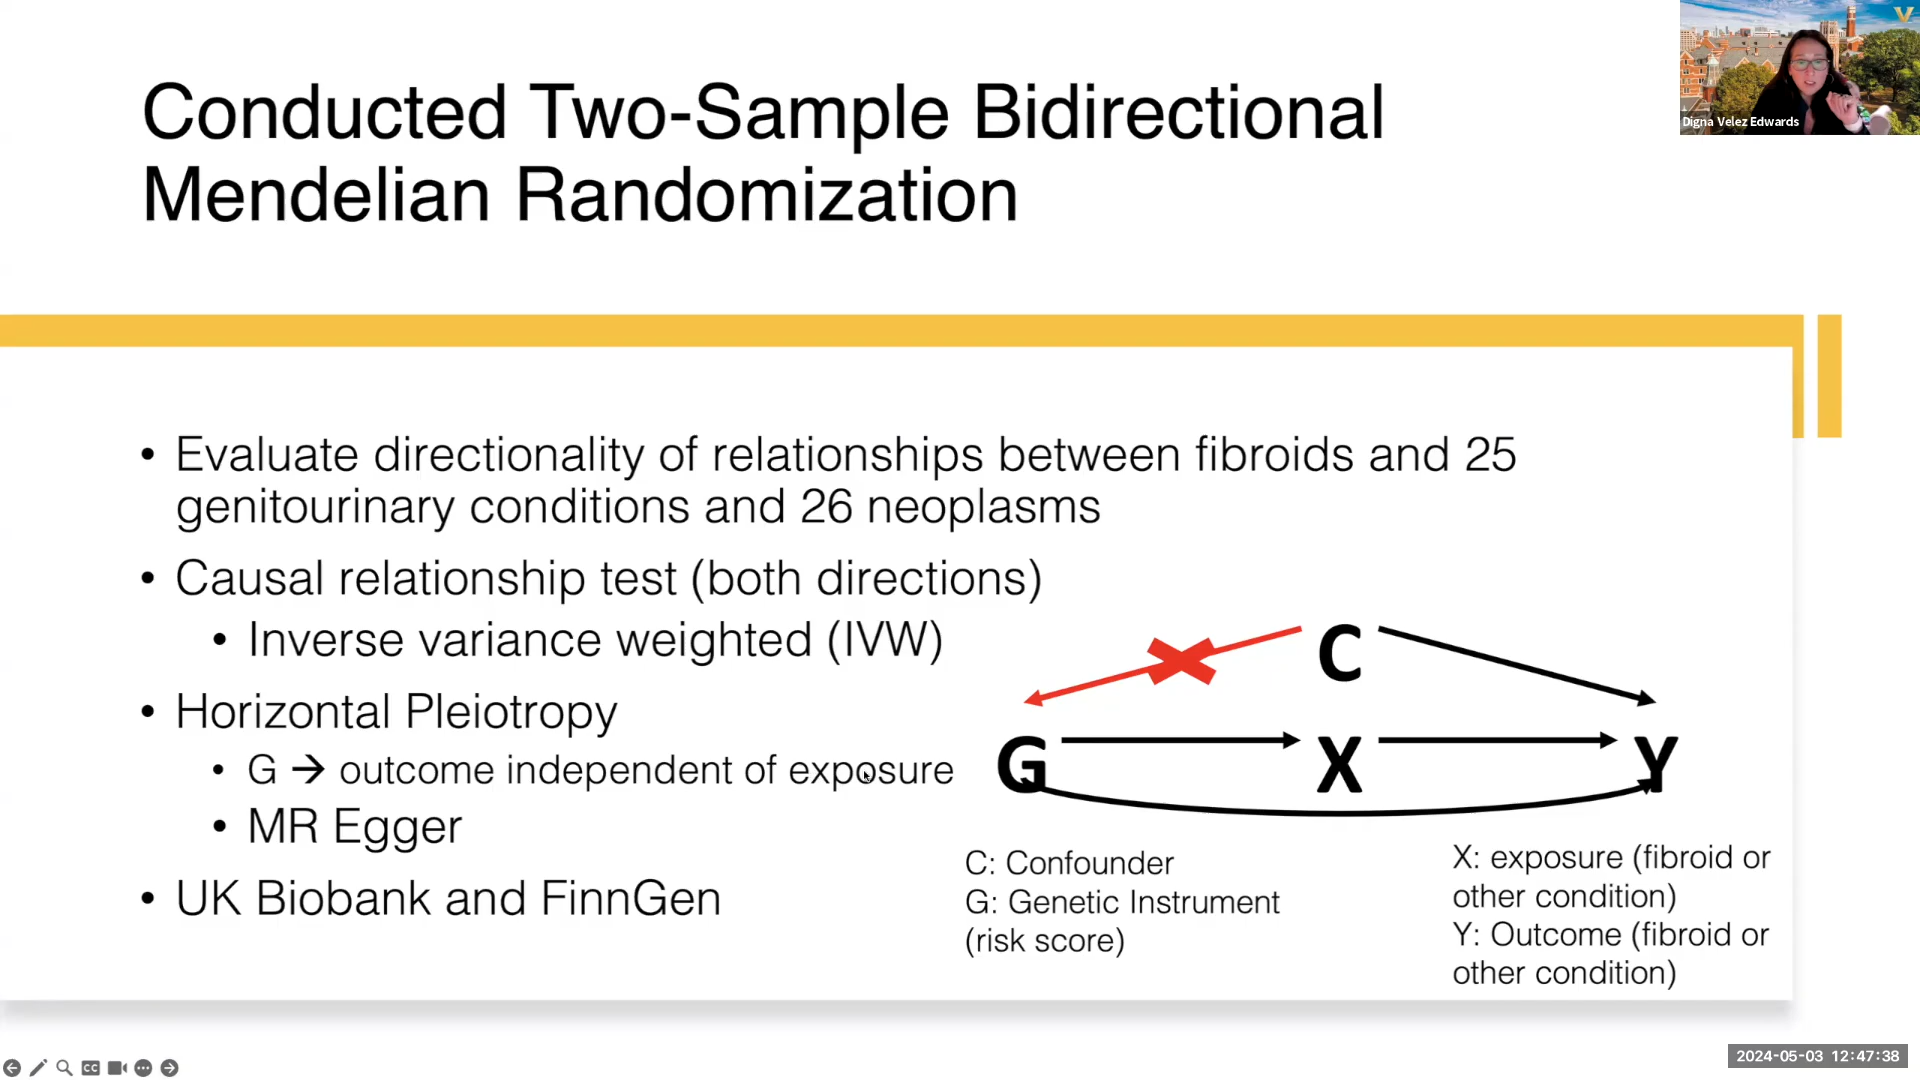 Conducted Two-Sample Bidirectional
Mendelian Randomization
V
Digna Velez Edwards
• Evaluate directionality of relationships between fibroids and 25
genitourinary conditions and 26 neoplasms
• Causal relationship test (both directions)
• Inverse variance weighted (IVW)
• Horizontal Pleiotropy
• G → outcome independent of exposure
• MR Egger
• UK Biobank and FinnGen
C
G X Y
C: Confounder
G: Genetic Instrument
(risk score)
X: exposure (fibroid or
other condition)
Y: Outcome (fibroid or
other condition)
CC
2024-05-03 12:47:38